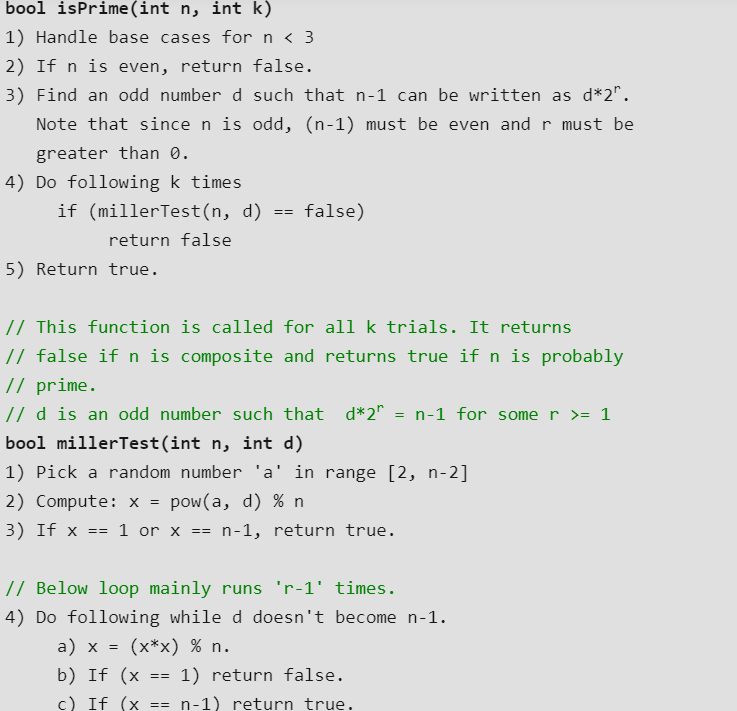 bool isPrime(int n, int k)
1) Handle base cases for n < 3
2) If n is even, return false.
3) Find an odd number d such that n-1 can be written as d*2ʳ.
Note that since n is odd, (n-1) must be even and r must be
greater than 0.
4) Do following k times
if (millerTest(n, d) == false)
return false
5) Return true.
// This function is called for all k trials. It returns
// false if n is composite and returns true if n is probably
// prime.
// d is an odd number such that  d*2ʳ = n-1 for some r >= 1
bool millerTest(int n, int d)
1) Pick a random number 'a' in range [2, n-2]
2) Compute: x = pow(a, d) % n
3) If x == 1 or x == n-1, return true.
// Below loop mainly runs 'r-1' times.
4) Do following while d doesn't become n-1.
a) x = (x*x) % n.
b) If (x == 1) return false.
c) If (x == n-1) return true.